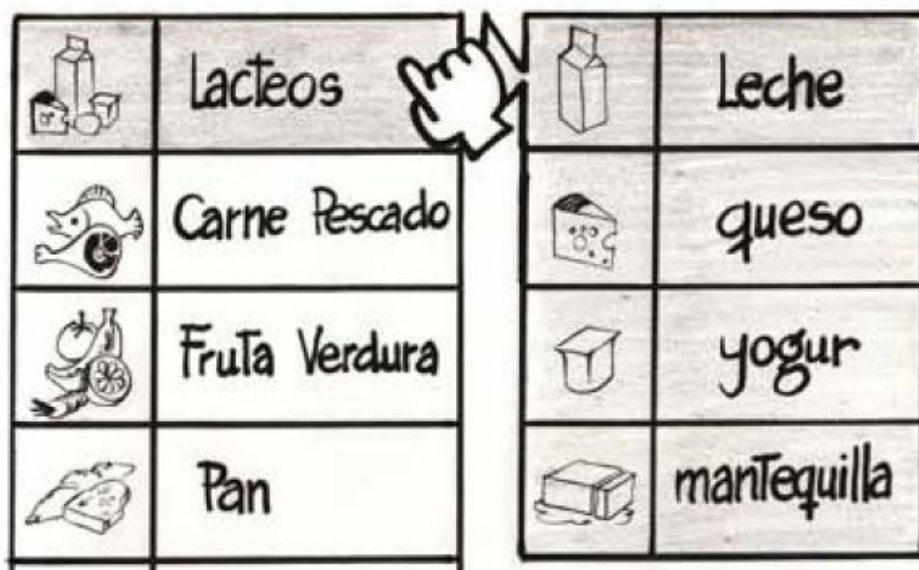 Lacteos
Carne Pescado
Fruta Verdura
Pan
Leche
queso
yogur
mantequilla